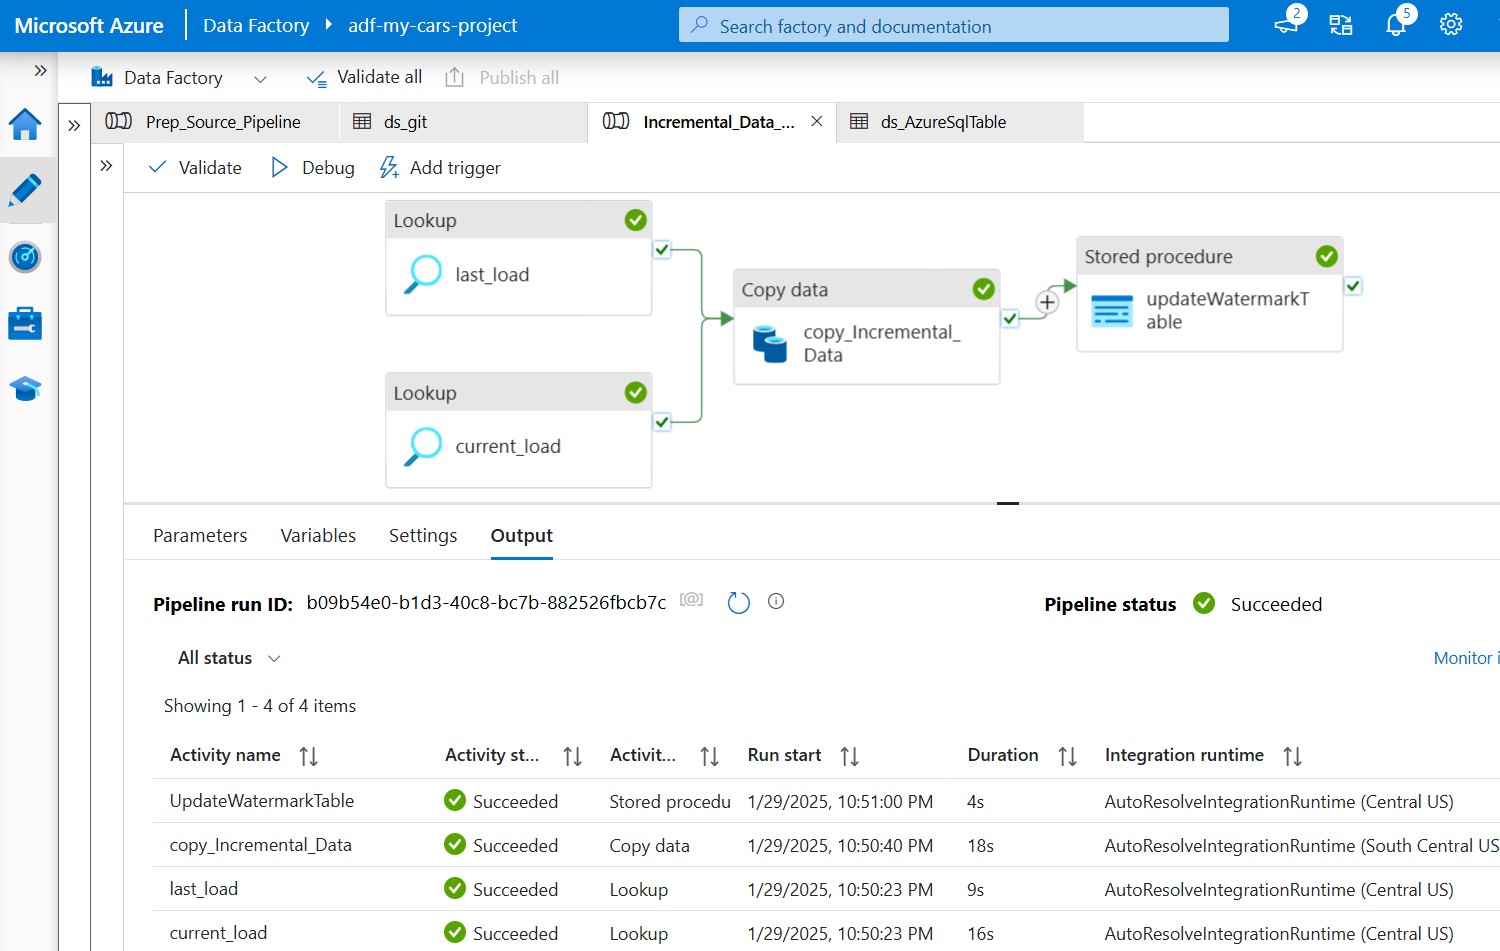 Microsoft Azure Data Factory adf-my-cars-project Search factory and documentation 2 5
Data Factory Validate all Publish all
Prep_Source_Pipeline ds_git Incremental_Data_... ds_AzureSqlTable
Validate Debug Add trigger
Lookup
last_load
Lookup
current_load
Copy data
copy_Incremental_
Data
Stored procedure
updateWatermarkT
able
Parameters Variables Settings Output
Pipeline run ID: b09b54e0-b1d3-40c8-bc7b-882526fbcb7c [@] Pipeline status Succeeded
All status Monitor i
Showing 1 - 4 of 4 items
Activity name Activity st... Activit... Run start Duration Integration runtime
UpdateWatermarkTable Succeeded Stored procedu 1/29/2025, 10:51:00 PM 4s AutoResolveIntegrationRuntime (Central US)
copy_Incremental_Data Succeeded Copy data 1/29/2025, 10:50:40 PM 18s AutoResolveIntegrationRuntime (South Central US
last_load Succeeded Lookup 1/29/2025, 10:50:23 PM 9s AutoResolveIntegrationRuntime (Central US)
current_load Succeeded Lookup 1/29/2025, 10:50:23 PM 16s AutoResolveIntegrationRuntime (Central US)